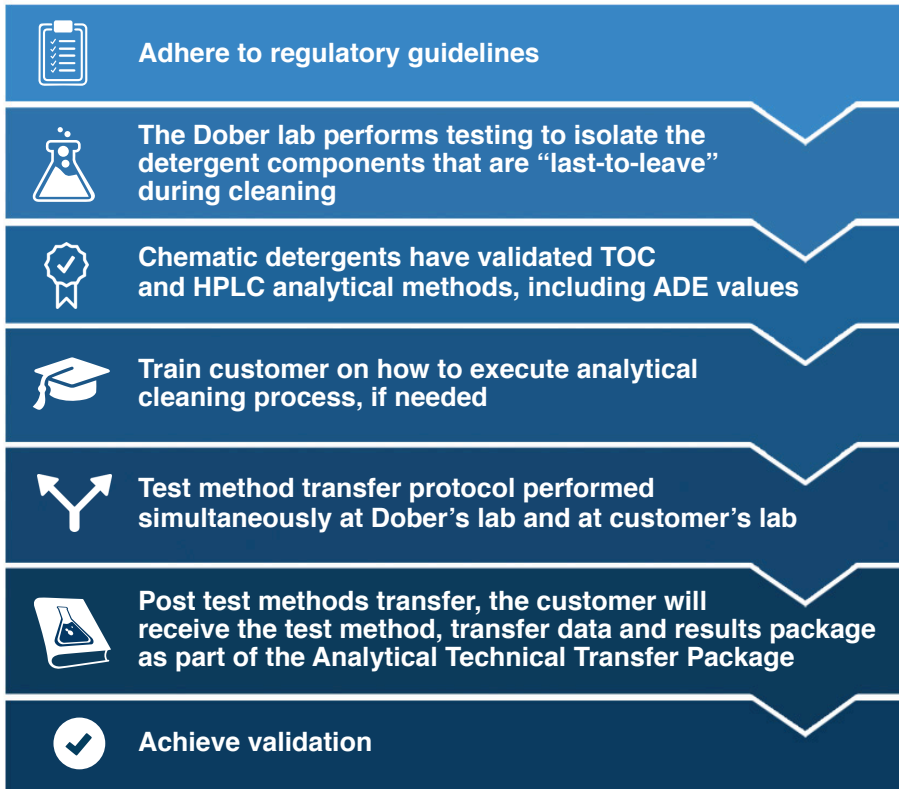 Adhere to regulatory guidelines
The Dober lab performs testing to isolate the
detergent components that are “last-to-leave”
during cleaning
Chematic detergents have validated TOC
and HPLC analytical methods, including ADE values
Train customer on how to execute analytical
cleaning process, if needed
Test method transfer protocol performed
simultaneously at Dober’s lab and at customer’s lab
Post test methods transfer, the customer will
receive the test method, transfer data and results package
as part of the Analytical Technical Transfer Package
Achieve validation